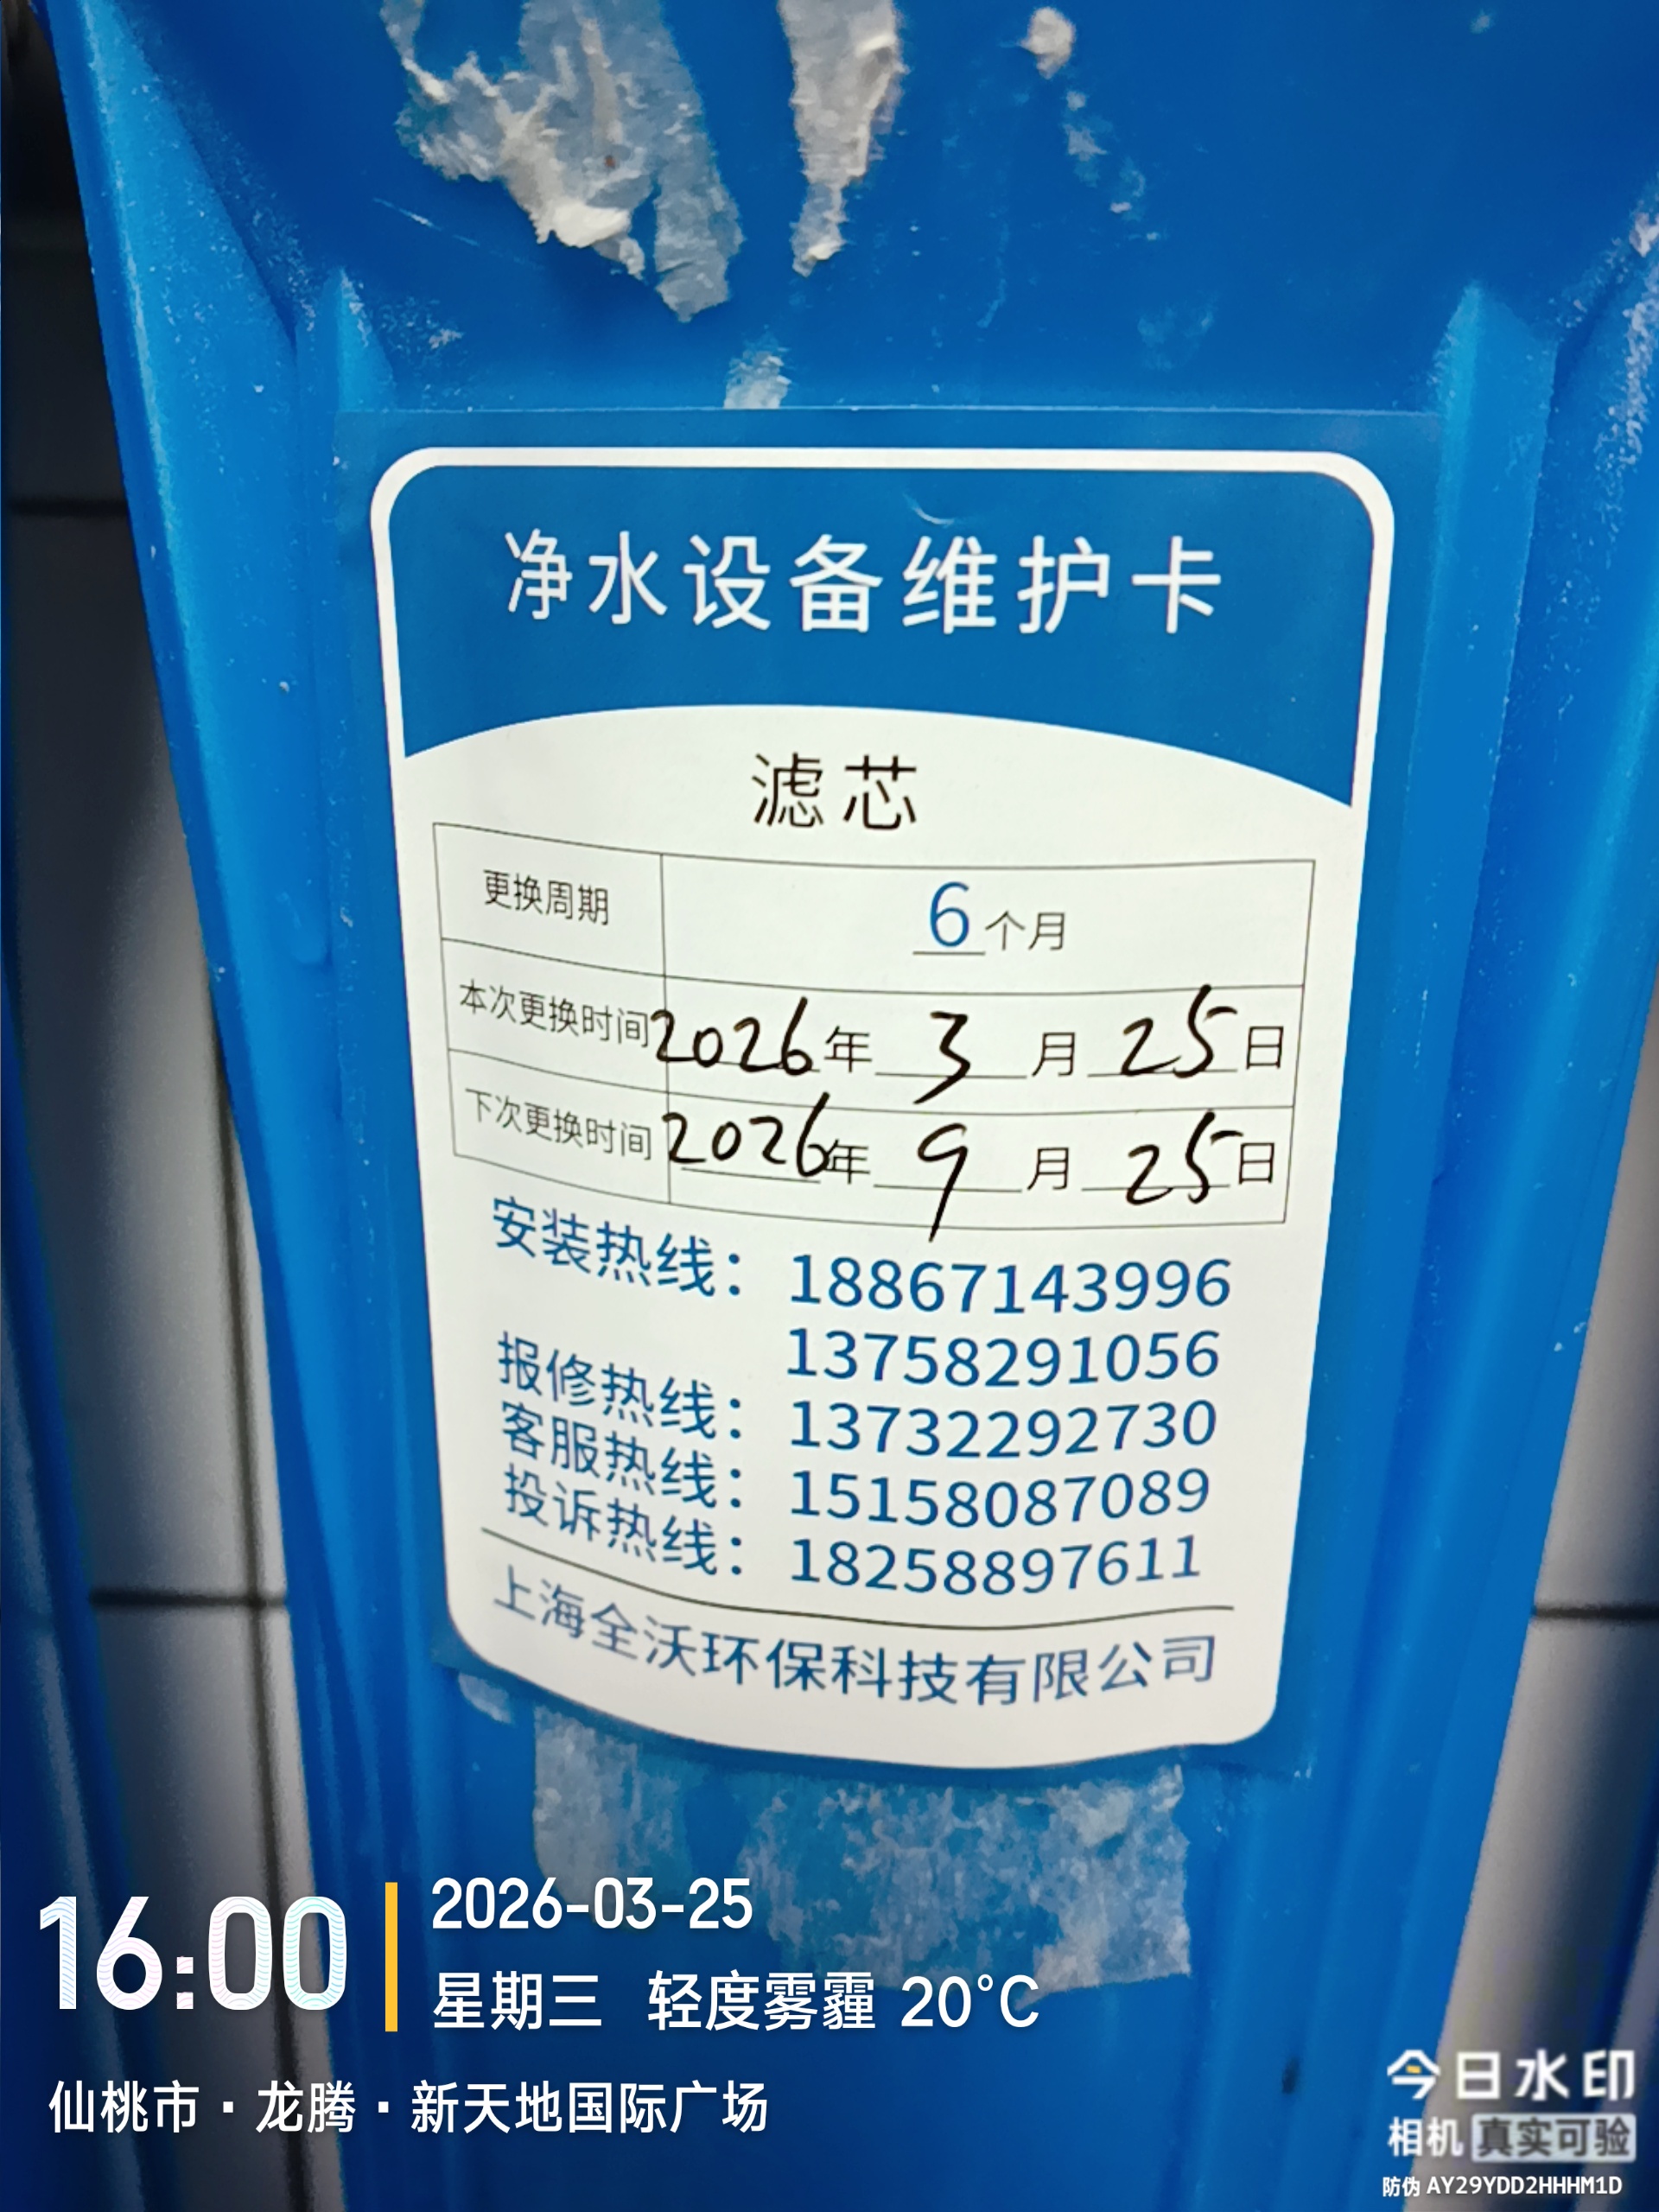 净水设备维护卡
滤芯
更换周期 6个月
本次更换时间 2026年 3 月 25日
下次更换时间 2026年 9 月 25日
安装热线：18867143996
13758291056
报修热线：13732292730
客服热线：15158087089
投诉热线：18258897611
上海全沃环保科技有限公司
16:00
2026-03-25
星期三 轻度雾霾 20°C
仙桃市·龙腾·新天地国际广场
今日水印
相机 真实可验
防伪 AY29YDD2HHHM1D